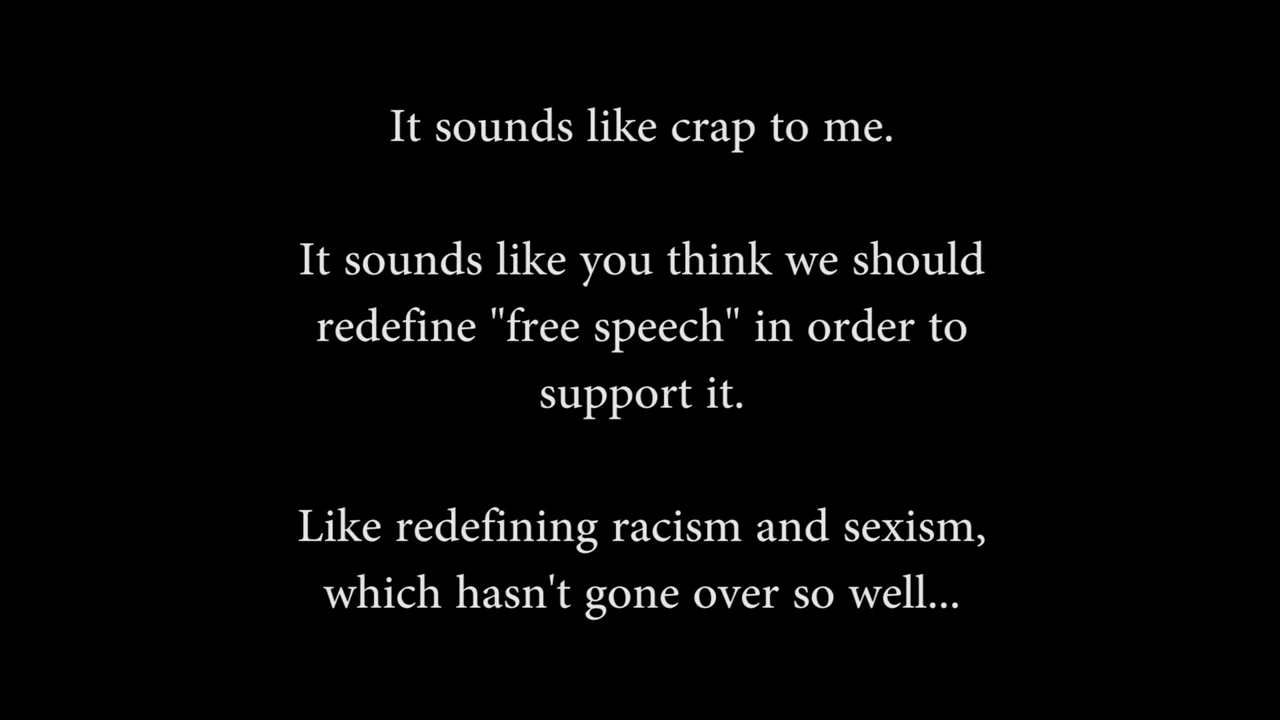 It sounds like crap to me.
It sounds like you think we should
redefine "free speech" in order to
support it.
Like redefining racism and sexism,
which hasn't gone over so well...